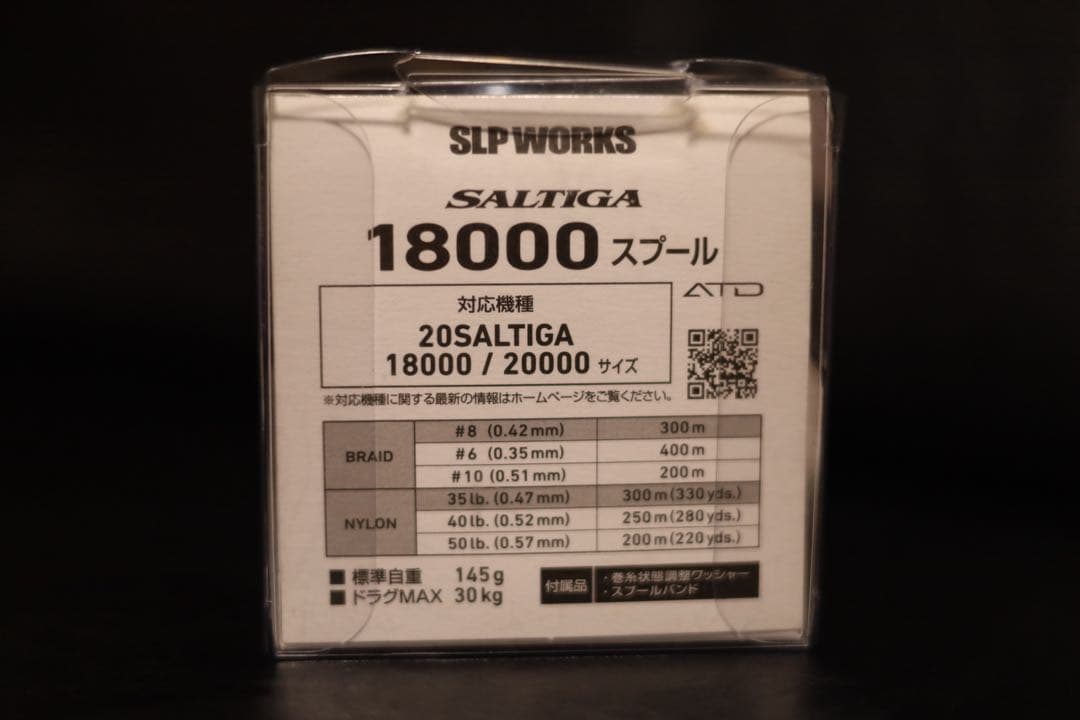 SLP WORKS
SALTIGA
18000 スプール
ATD
対応機種
20SALTIGA
18000 / 20000 サイズ
※対応機種に関する最新の情報はホームページをご覧ください。
BRAID
#8 (0.42mm) 300m
#6 (0.35mm) 400m
#10 (0.51mm) 200m
NYLON
35lb. (0.47mm) 300m(330yds.)
40lb. (0.52mm) 250m(280yds.)
50lb. (0.57mm) 200m(220yds.)
■ 標準自重 145g
■ ドラグMAX 30kg
付属品
・巻糸状態調整ワッシャー
・スプールバンド